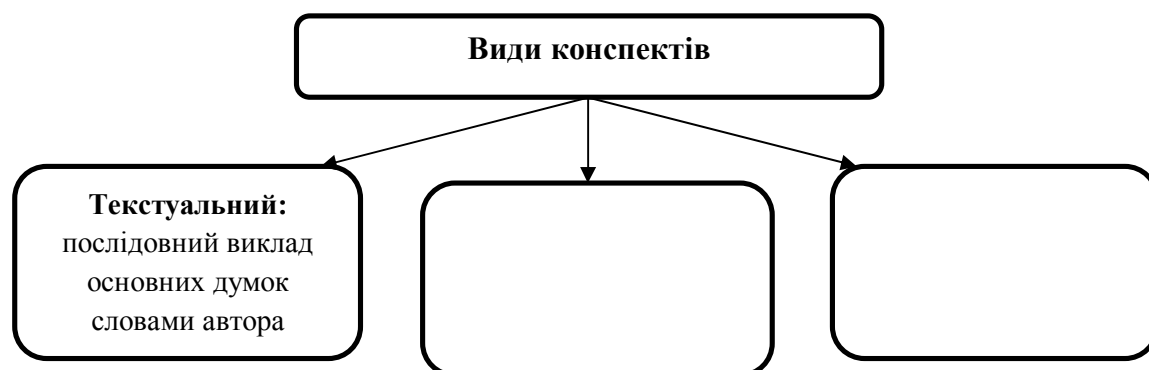 Види конспектів
Текстуальний:
послідовний виклад
основних думок
словами автора